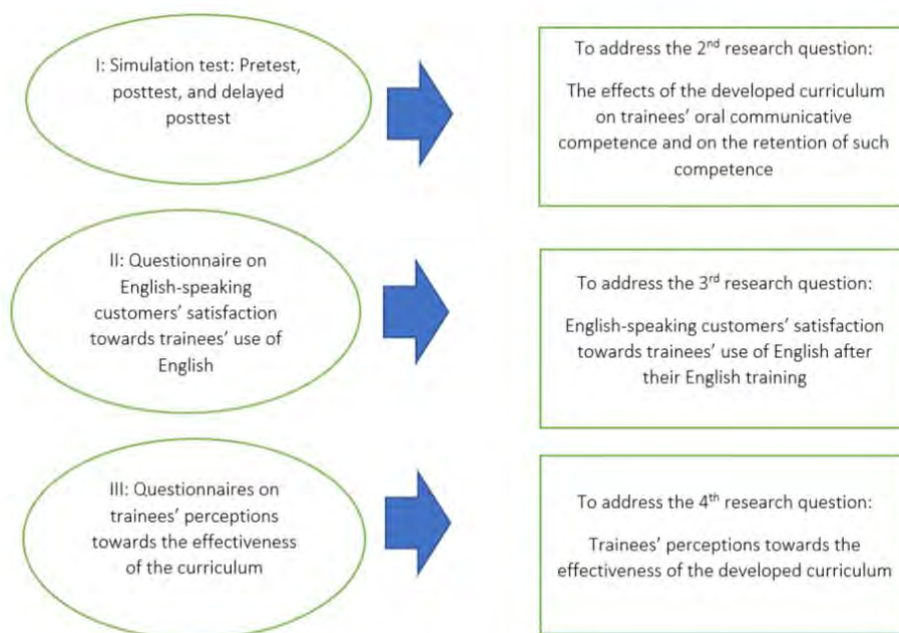 I: Simulation test: Pretest,
posttest, and delayed
posttest
To address the 2nd research question:
The effects of the developed curriculum
on trainees' oral communicative
competence and on the retention of such
competence
II: Questionnaire on
English-speaking
customers' satisfaction
towards trainees' use of
English
To address the 3rd research question:
English-speaking customers' satisfaction
towards trainees' use of English after
their English training
III: Questionnaires on
trainees' perceptions
towards the effectiveness
of the curriculum
To address the 4th research question:
Trainees' perceptions towards the
effectiveness of the developed curriculum